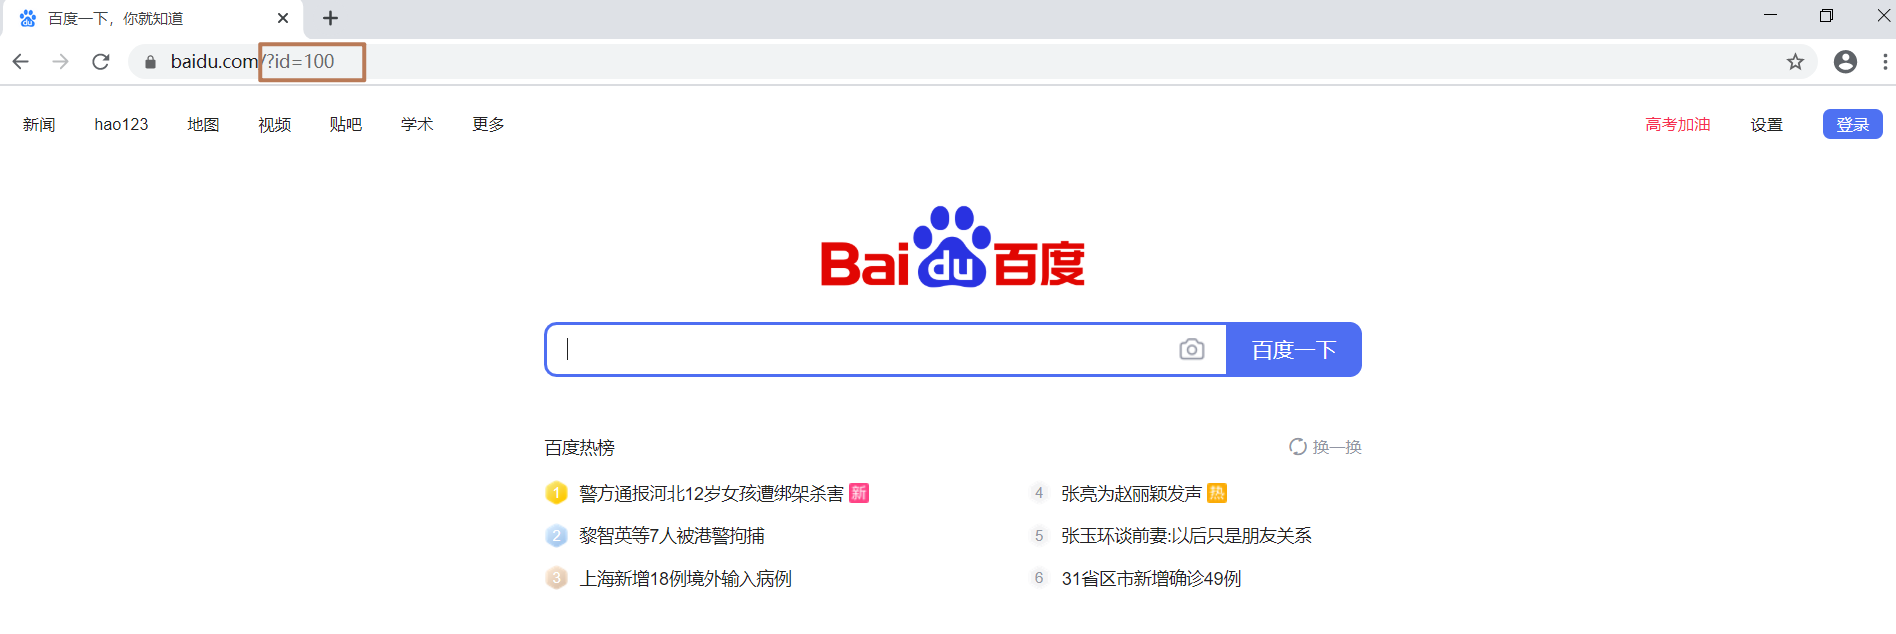 百度一下，你就知道
baidu.com/?id=100
新闻 hao123 地图 视频 贴吧 学术 更多 高考加油 设置 登录
Bai du 百度
百度一下
百度热榜 换一换
1 警方通报河北12岁女孩遭绑架杀害 新
2 黎智英等7人被港警拘捕
3 上海新增18例境外输入病例
4 张亮为赵丽颖发声 热
5 张玉环谈前妻:以后只是朋友关系
6 31省区市新增确诊49例